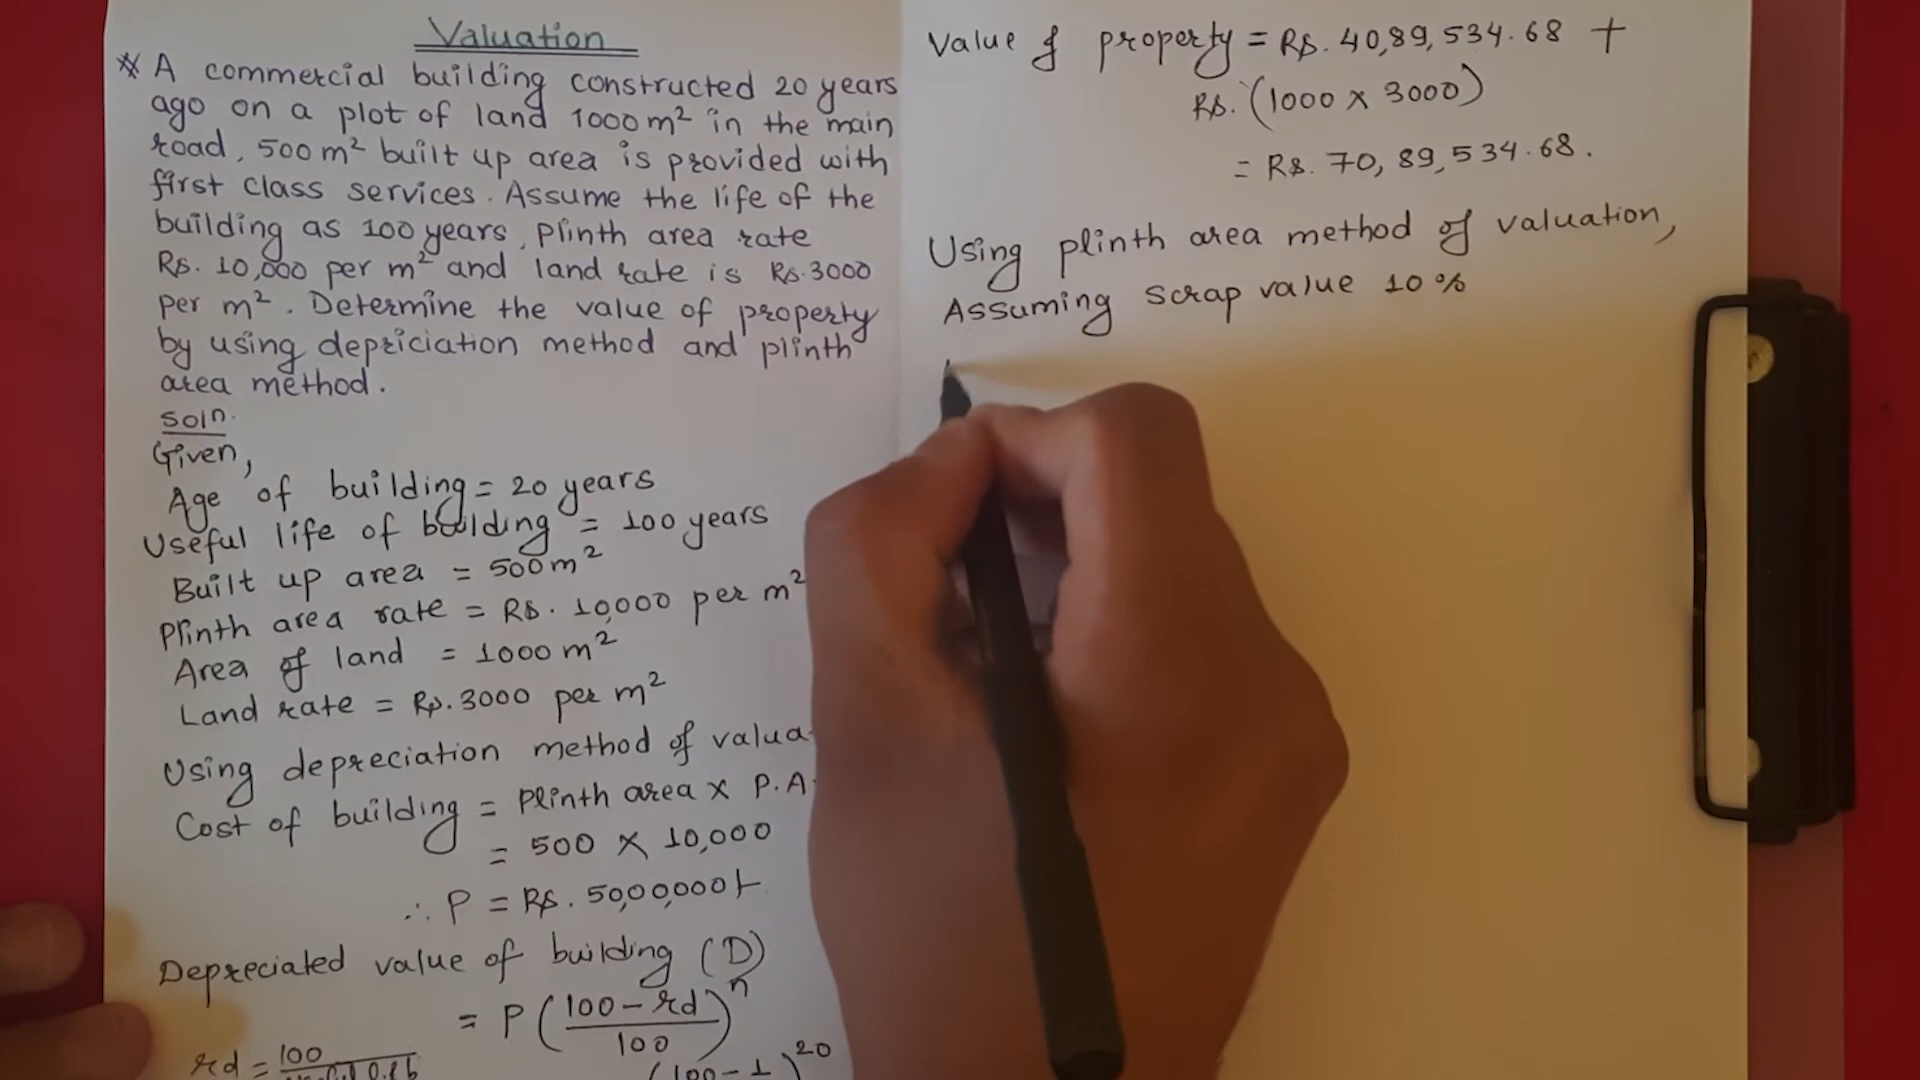 Valuation
* A commercial building constructed 20 years
ago on a plot of land 1000 m² in the main
road, 500 m² built up area is provided with
first class services. Assume the life of the
building as 100 years, plinth area rate
Rs. 10,000 per m² and land rate is Rs. 3000
per m². Determine the value of property
by using depriciation method and plinth
area method.
Soln.
Given,
Age of building = 20 years
Useful life of building = 100 years
Built up area = 500 m²
Plinth area rate = Rs. 10,000 per m²
Area of land = 1000 m²
Land rate = Rs. 3000 per m²
Using depreciation method of valua
Cost of building = Plinth area x P.A.
= 500 x 10,000
∴ P = Rs. 50,00,000/-
Depreciated value of building (D)
= P ((100 - rd)/100)ⁿ
rd = 100
(100-1)²⁰
Value of property = Rs. 40,89,534.68 +
Rs. (1000 x 3000)
= Rs. 70,89,534.68.
Using plinth area method of valuation,
Assuming scrap value 10%